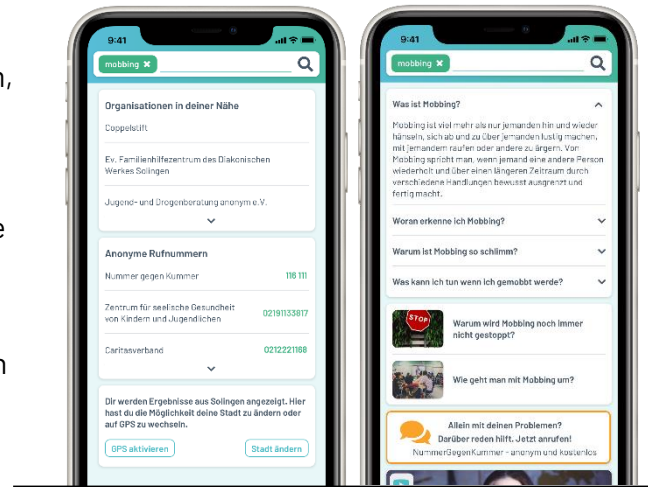 n,
e
n
9:41
mobbing ×
Organisationen in deiner Nähe
Coppelstift
Ev. Familienhilfezentrum des Diakonischen
Werkes Solingen
Jugend- und Drogenberatung anonym e.V.
Anonyme Rufnummern
Nummer gegen Kummer 116 111
Zentrum für seelische Gesundheit
von Kindern und Jugendlichen 02191133817
Caritasverband 0212221188
Dir werden Ergebnisse aus Solingen angezeigt. Hier
hast du die Möglichkeit deine Stadt zu ändern oder
auf GPS zu wechseln.
GPS aktivieren Stadt ändern
9:41
mobbing ×
Was ist Mobbing?
Mobbing ist viel mehr als nur jemanden hin und wieder
hänseln, sich ab und zu über jemanden lustig machen,
mit jemandem raufen oder andere zu ärgern. Von
Mobbing spricht man, wenn jemand eine andere Person
wiederholt und über einen längeren Zeitraum durch
verschiedene Handlungen bewusst ausgrenzt und
fertig macht.
Woran erkenne ich Mobbing?
Warum ist Mobbing so schlimm?
Was kann ich tun wenn ich gemobbt werde?
STOP
Warum wird Mobbing noch immer
nicht gestoppt?
Wie geht man mit Mobbing um?
Allein mit deinen Problemen?
Darüber reden hilft. Jetzt anrufen!
NummerGegenKummer - anonym und kostenlos